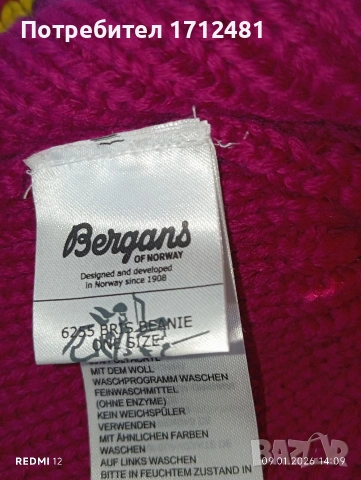 Потребител 1712481
Bergans
OF NORWAY
Designed and developed
in Norway since 1908
6255 BRIS BEANIE
ONE SIZE
MIT DEM WOLL
WASCHPROGRAMM WASCHEN
FEINWASCHMITTEL
(OHNE ENZYME)
KEIN WEICHSPÜLER
VERWENDEN
MIT ÄHNLICHEN FARBEN
WASCHEN
AUF LINKS WASCHEN
BITTE IN FEUCHTEM ZUSTAND IN
BAZAR
REDMI 12
09.01.2026 14:09